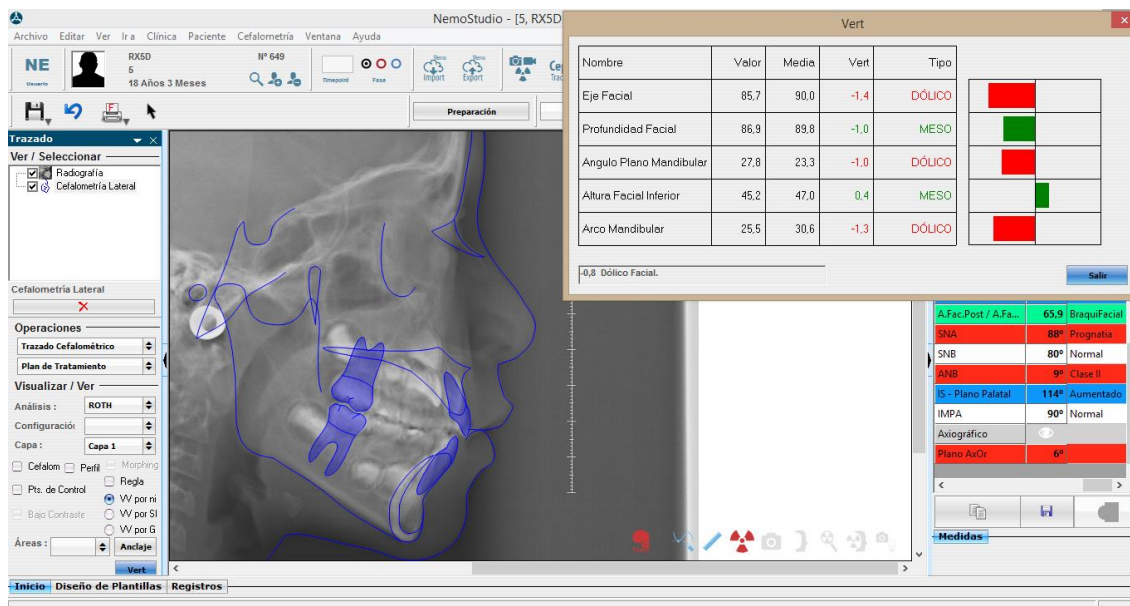 NemoStudio - [5, RX5D
Archivo Editar Ver Ir a Clínica Paciente Cefalometría Ventana Ayuda
NE
Usuario
RX5D
5
18 Años 3 Meses
Nº 649
Timepoint
Fase
Import
Export
Preparación
Trazado
Ver / Seleccionar
Radiografía
Cefalometría Lateral
Cefalometría Lateral
Operaciones
Trazado Cefalométrico
Plan de Tratamiento
Visualizar / Ver
Análisis : ROTH
Configuración
Capa : Capa 1
Cefalom Perfil Morphing
Regla
Pts. de Control
VV por ni
Bajo Contraste VV por SI
VV por G
Áreas : Anclaje
Vert
Inicio Diseño de Plantillas Registros
Vert
Nombre Valor Media Vert Tipo
Eje Facial 85,7 90,0 -1,4 DÓLICO
Profundidad Facial 86,9 89,8 -1,0 MESO
Angulo Plano Mandibular 27,8 23,3 -1,0 DÓLICO
Altura Facial Inferior 45,2 47,0 0,4 MESO
Arco Mandibular 25,5 30,6 -1,3 DÓLICO
-0,8 Dólico Facial.
Salir
A.Fac.Post / A.Fa... 65,9 BraquiFacial
SNA 88º Prognatia
SNB 80º Normal
ANB 9º Clase II
IS - Plano Palatal 114º Aumentado
IMPA 90º Normal
Axiográfico
Plano AxOr 6º
Medidas